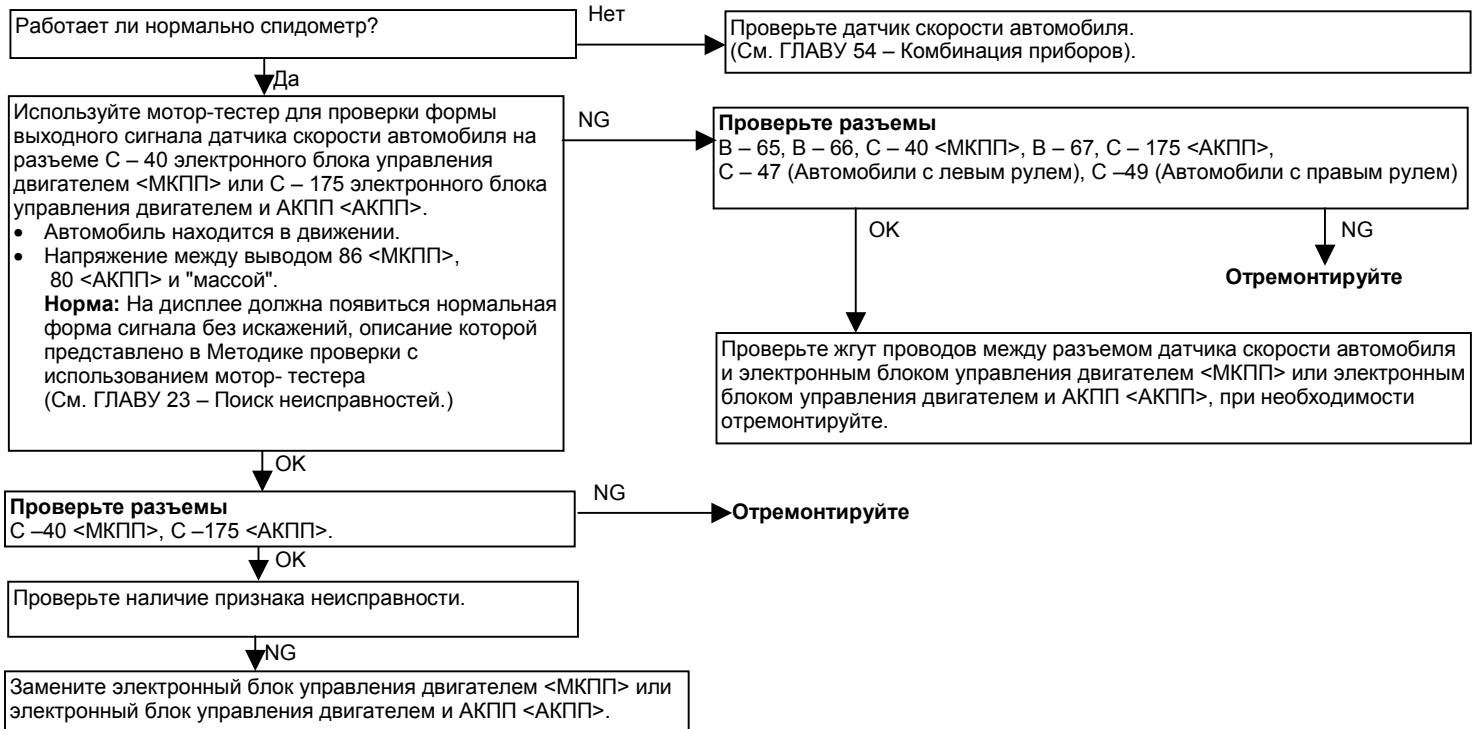 Работает ли нормально спидометр?
Нет
Проверьте датчик скорости автомобиля.
(См. ГЛАВУ 54 – Комбинация приборов).
Да
Используйте мотор-тестер для проверки формы
выходного сигнала датчика скорости автомобиля на
разъеме С – 40 электронного блока управления
двигателем <МКПП> или С – 175 электронного блока
управления двигателем и АКПП <АКПП>.
• Автомобиль находится в движении.
• Напряжение между выводом 86 <МКПП>,
80 <АКПП> и "массой".
Норма: На дисплее должна появиться нормальная
форма сигнала без искажений, описание которой
представлено в Методике проверки с
использованием мотор- тестера
(См. ГЛАВУ 23 – Поиск неисправностей.)
NG
Проверьте разъемы
В – 65, В – 66, С – 40 <МКПП>, В – 67, С – 175 <АКПП>,
С – 47 (Автомобили с левым рулем), С –49 (Автомобили с правым рулем)
OK
NG
Отремонтируйте
Проверьте жгут проводов между разъемом датчика скорости автомобиля
и электронным блоком управления двигателем <МКПП> или электронным
блоком управления двигателем и АКПП <АКПП>, при необходимости
отремонтируйте.
OK
Проверьте разъемы
С –40 <МКПП>, С –175 <АКПП>.
NG
Отремонтируйте
OK
Проверьте наличие признака неисправности.
NG
Замените электронный блок управления двигателем <МКПП> или
электронный блок управления двигателем и АКПП <АКПП>.